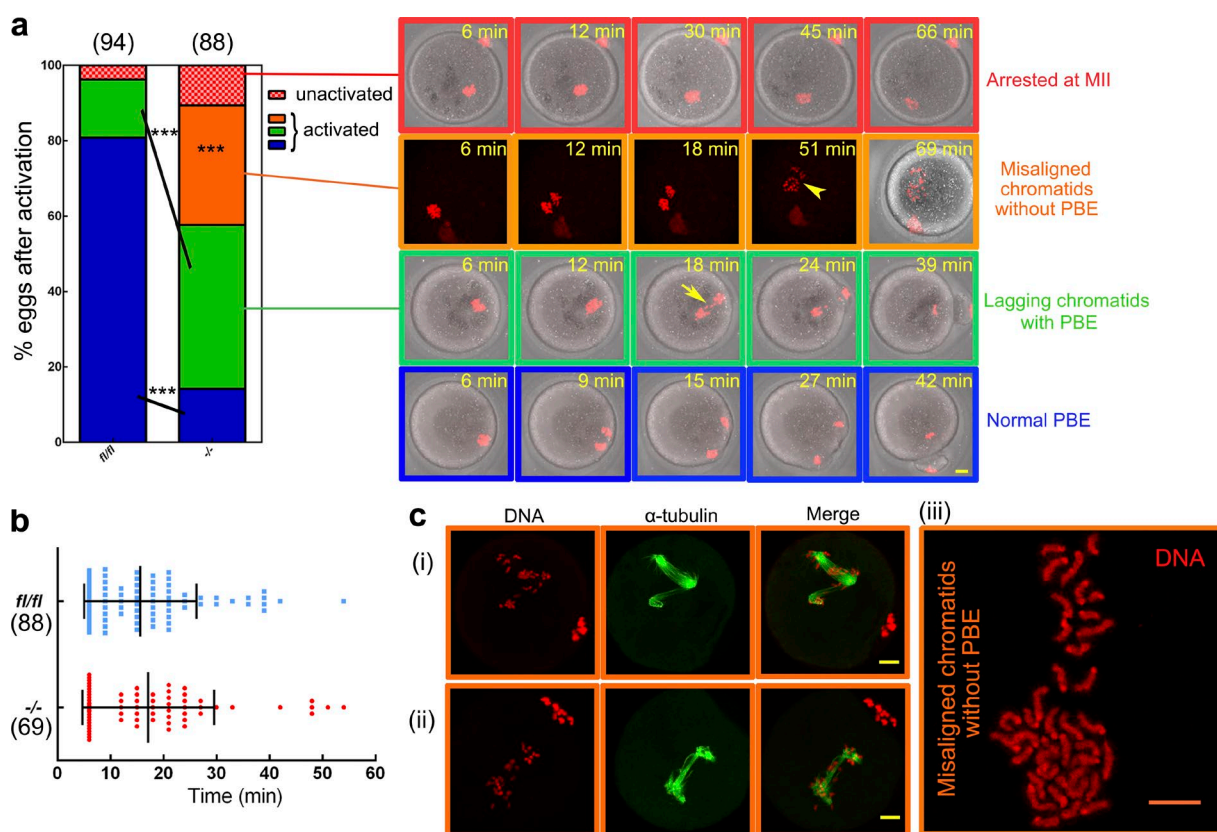 a
(94)
(88)
% eggs after activation
100
80
60
40
20
0
***
***
***
fl/fl
-/-
unactivated
} activated
6 min
12 min
30 min
45 min
66 min
Arrested at MII
6 min
12 min
18 min
51 min
69 min
Misaligned
chromatids
without PBE
6 min
12 min
18 min
24 min
39 min
Lagging chromatids
with PBE
6 min
9 min
15 min
27 min
42 min
Normal PBE
b
fl/fl
(88)
-/-
(69)
0
10
20
30
40
50
60
Time (min)
c
DNA
α-tubulin
Merge
(i)
(ii)
(iii)
DNA
Misaligned chromatids
without PBE